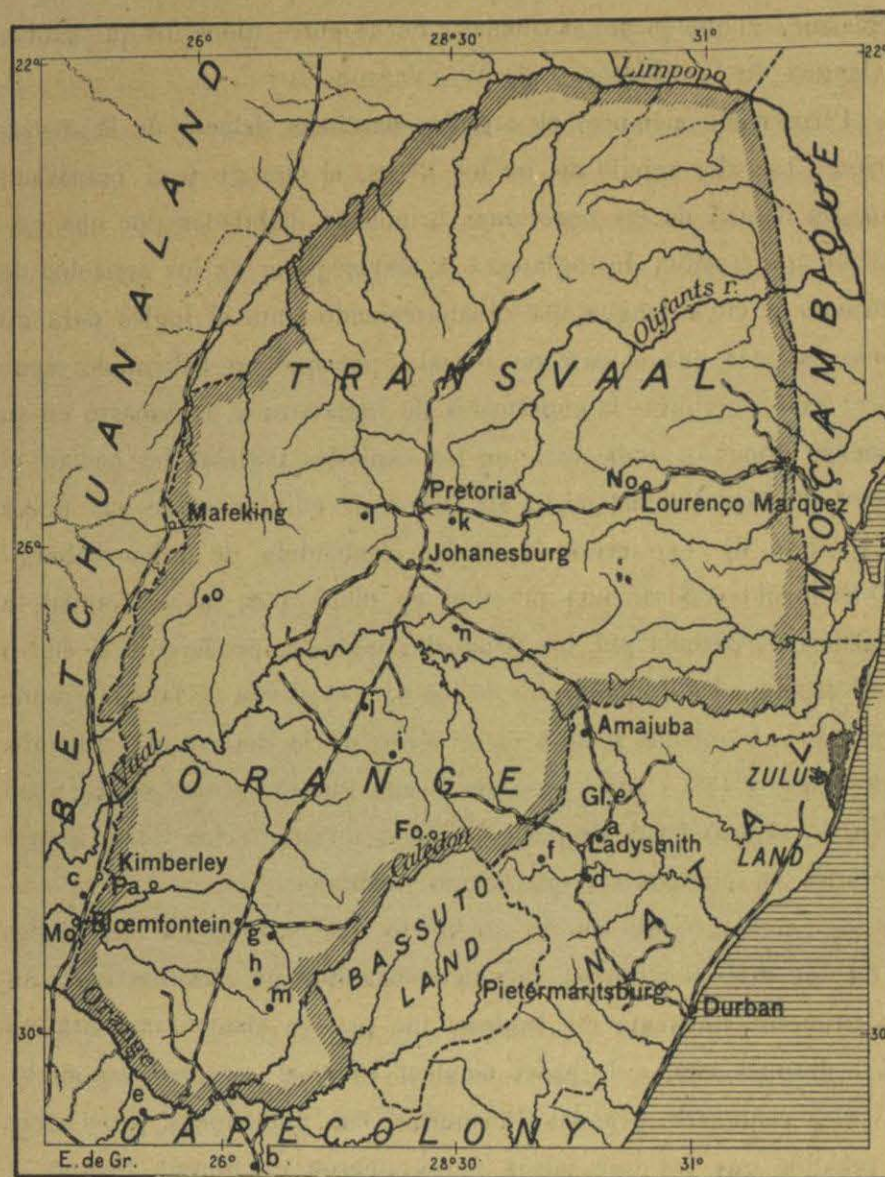 26° 28°30' 31°
22° 22°
Limpopo
BETCHUANALAND
MOÇAMBIQUE
Olifants r.
TRANSVAAL
Pretoria
No.
Lourenço Marquez
Mafeking
l
k
Johanesburg
o
n
j
Amajuba
i
Vaal
ORANGE
ZULU
LAND
Gl.
e
a
Fo.
Caledon
Ladysmith
f
d
Kimberley
c
Pa.
NATAL
Mo.
Blœmfontein
g
BASSUTO
LAND
h
m
Pietermaritsburg
Durban
30° 30°
Orange
e
CAPE COLONY
b
E. de Gr.
26° 28°30' 31°